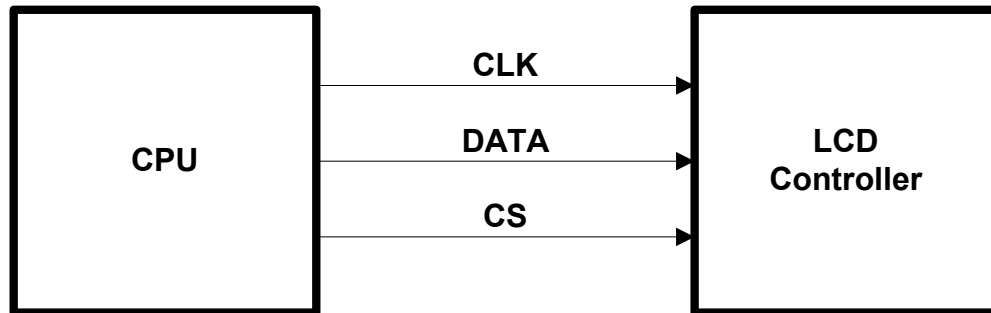 CPU
CLK
DATA
CS
LCD
Controller